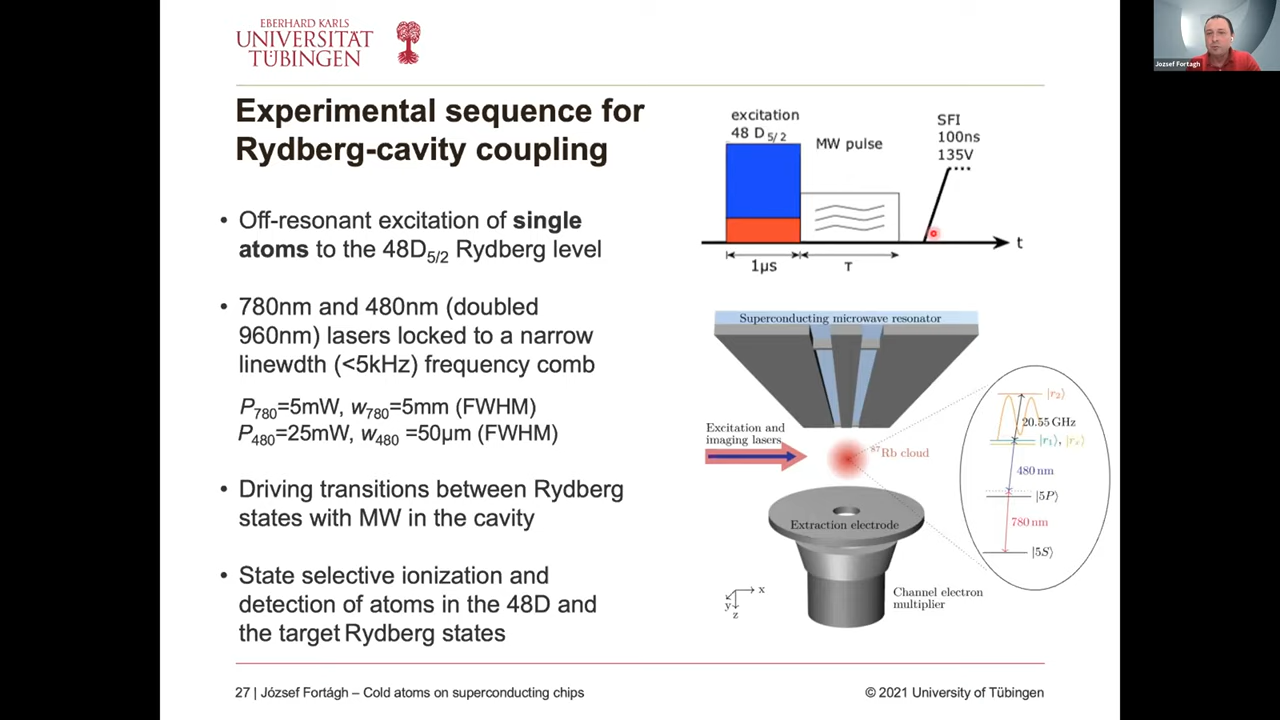 EBERHARD KARLS
UNIVERSITÄT
TÜBINGEN
Jozsef Fortagh
Experimental sequence for
Rydberg-cavity coupling
• Off-resonant excitation of single
atoms to the 48D5/2 Rydberg level
• 780nm and 480nm (doubled
960nm) lasers locked to a narrow
linewdth (<5kHz) frequency comb
P780=5mW, w780=5mm (FWHM)
P480=25mW, w480 =50µm (FWHM)
• Driving transitions between Rydberg
states with MW in the cavity
• State selective ionization and
detection of atoms in the 48D and
the target Rydberg states
excitation
48 D 5/2
MW pulse
SFI
100ns
135V
t
1µs
τ
Superconducting microwave resonator
Excitation and
imaging lasers
87Rb cloud
Extraction electrode
Channel electron
multiplier
x
y
z
|r2⟩
20.55 GHz
|r1⟩,
480 nm
|5P⟩
780 nm
|5S⟩
27 | József Fortágh – Cold atoms on superconducting chips
© 2021 University of Tübingen